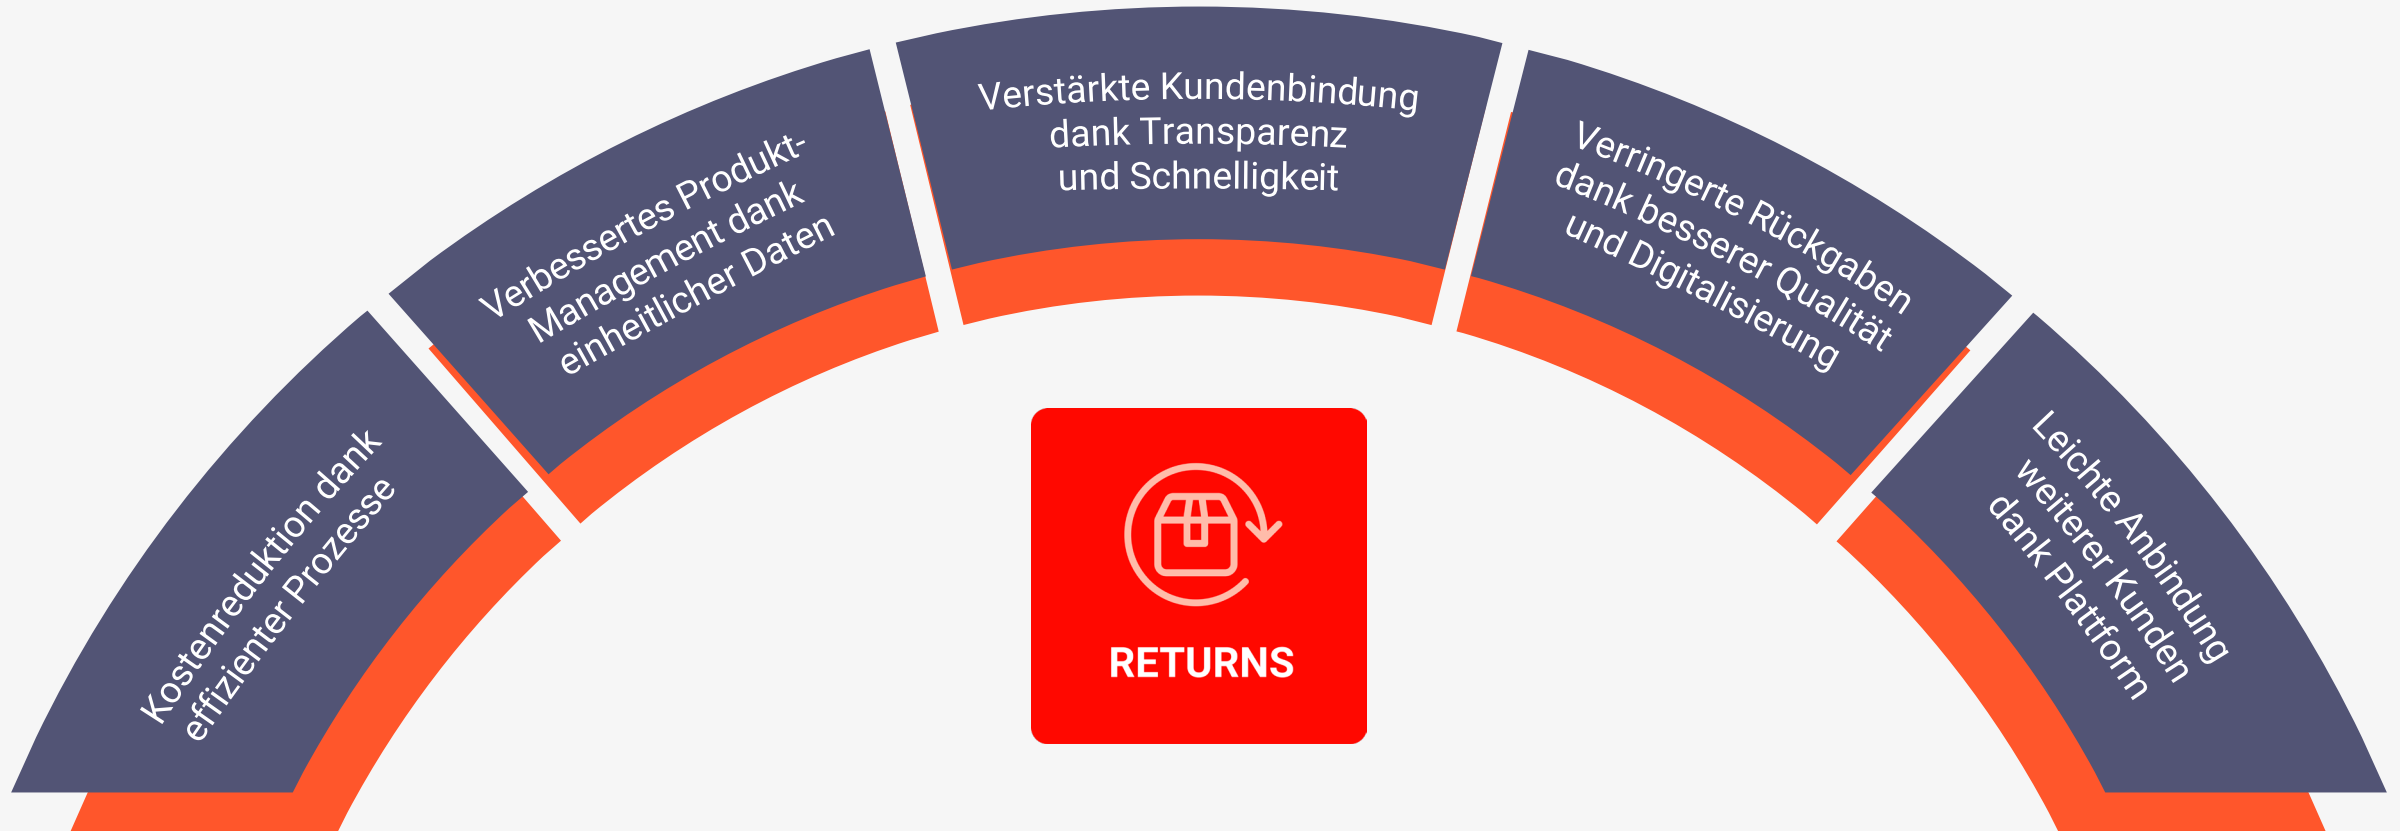 Kostenreduktion dank
effizienter Prozesse
Verbessertes Produkt-
Management dank
einheitlicher Daten
Verstärkte Kundenbindung
dank Transparenz
und Schnelligkeit
Verringerte Rückgaben
dank besserer Qualität
und Digitalisierung
Leichte Anbindung
weiterer Kunden
dank Plattform
RETURNS